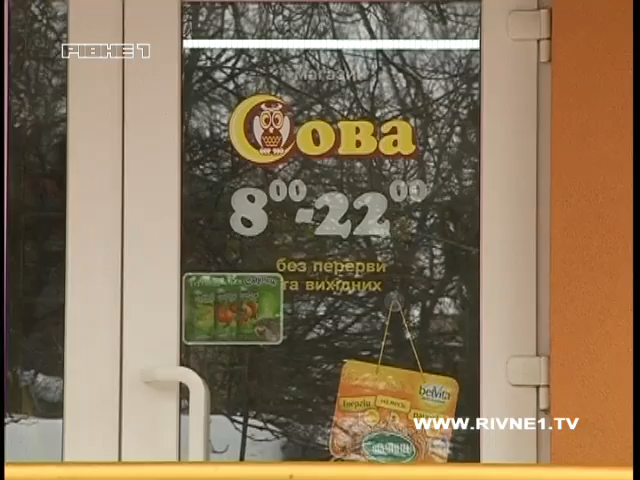 РІВНЕ 1
магазин
Сова
8⁰⁰-22⁰⁰
без перерви
та вихідних
belVita
WWW.RIVNE1.TV